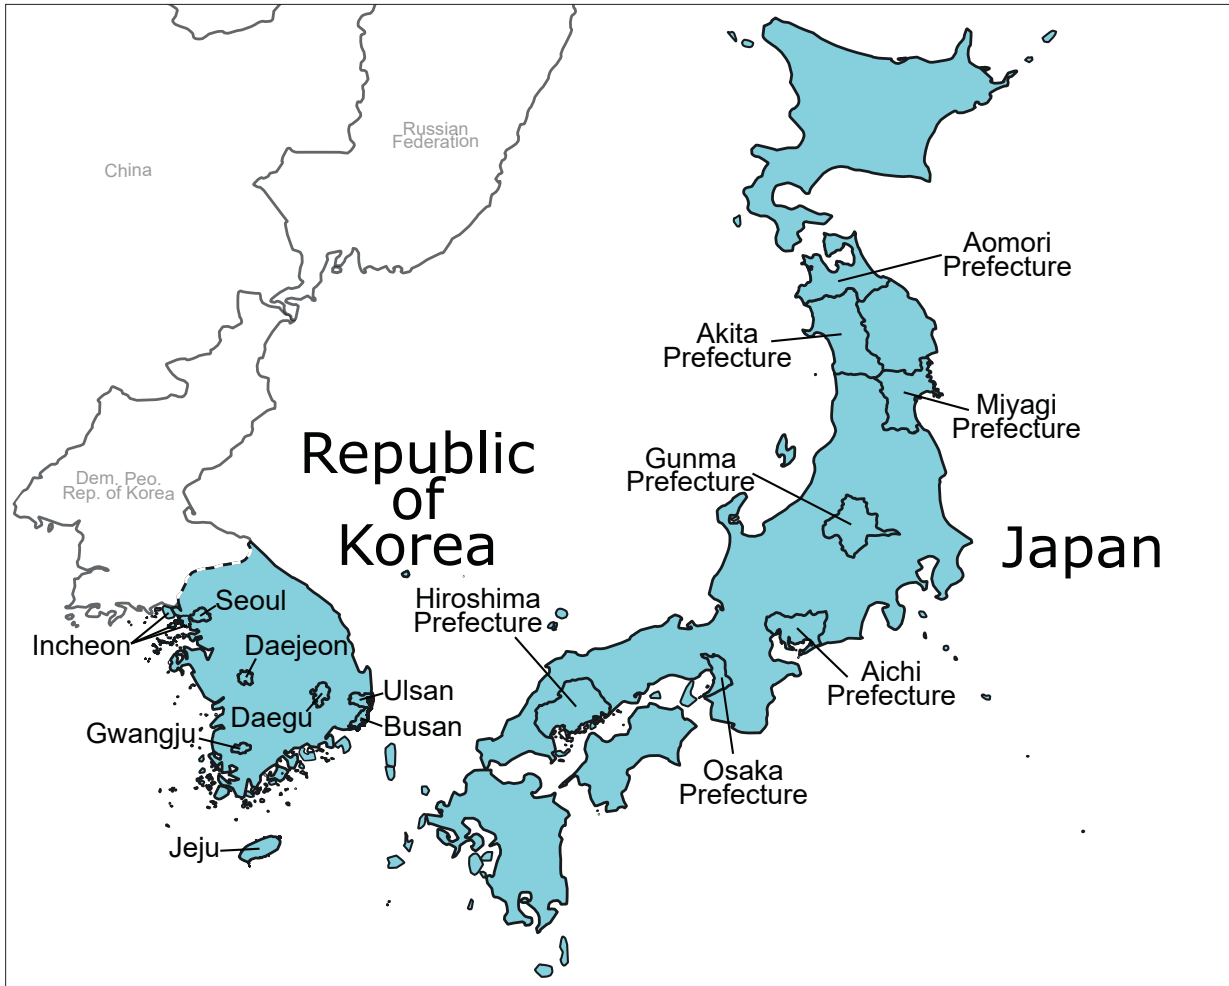 Russian
Federation
China
Aomori
Prefecture
Akita
Prefecture
Miyagi
Prefecture
Republic
of
Korea
Gunma
Prefecture
Dem. Peo.
Rep. of Korea
Japan
Hiroshima
Prefecture
Seoul
Incheon
Daejeon
Aichi
Prefecture
Ulsan
Daegu
Busan
Gwangju
Osaka
Prefecture
Jeju